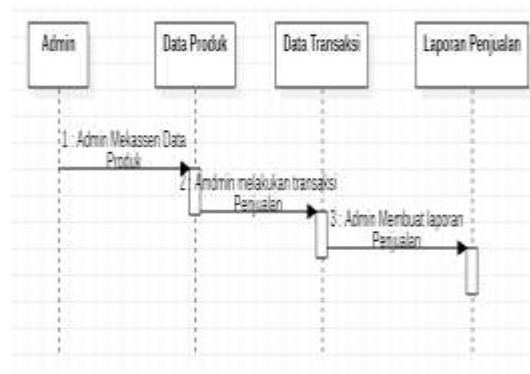 Admin
Data Produk
Data Transaksi
Laporan Penjualan
1 : Admin Mekassen Data
Produk
2 : Amdmin melakukan transaksi
Penjualan
3 : Admin Membuat laporan
Penjualan